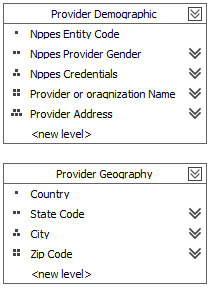 Provider Demographic
Nppes Entity Code
Nppes Provider Gender
Nppes Credentials
Provider or oragnization Name
Provider Address
<new level>
Provider Geography
Country
State Code
City
Zip Code
<new level>